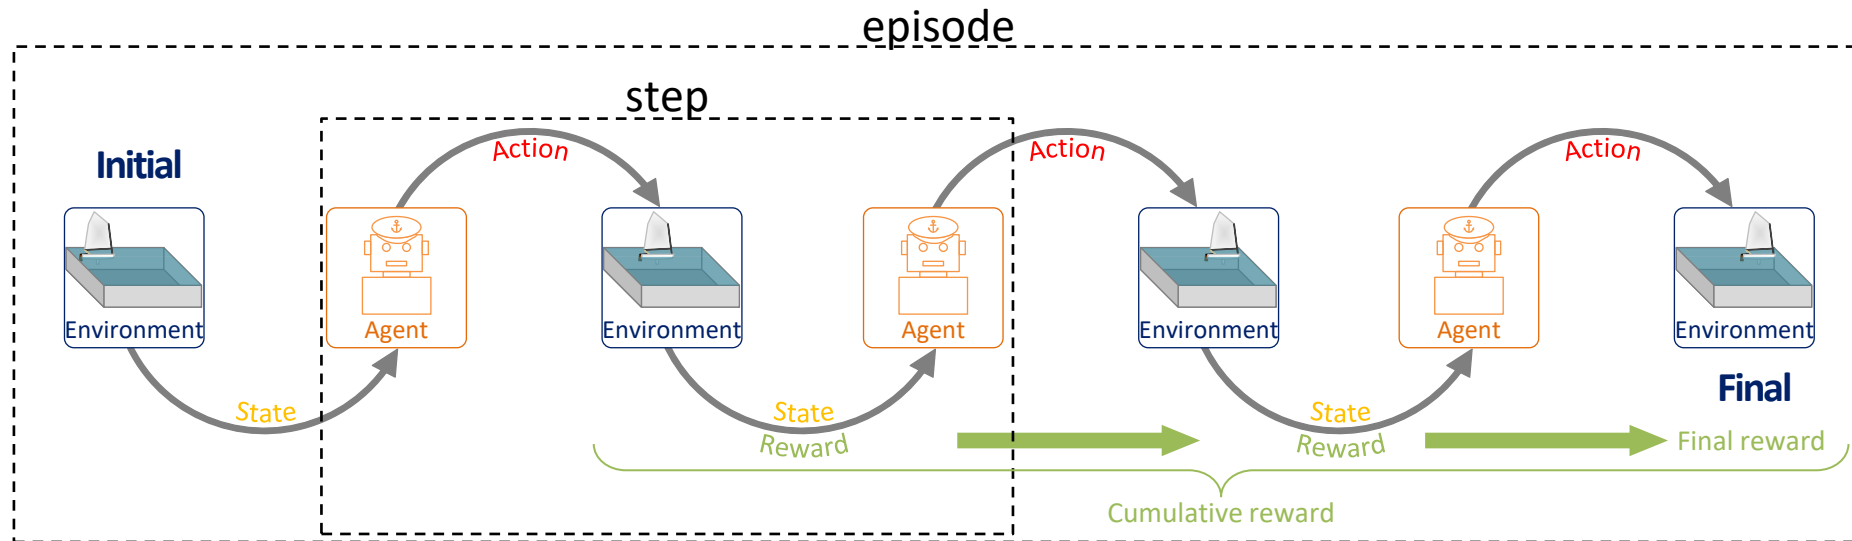 episode
step
Action
Action
Action
Initial
Environment
Agent
Environment
Agent
Environment
Agent
Environment
Final
State
State
State
Reward
Reward
Final reward
Cumulative reward